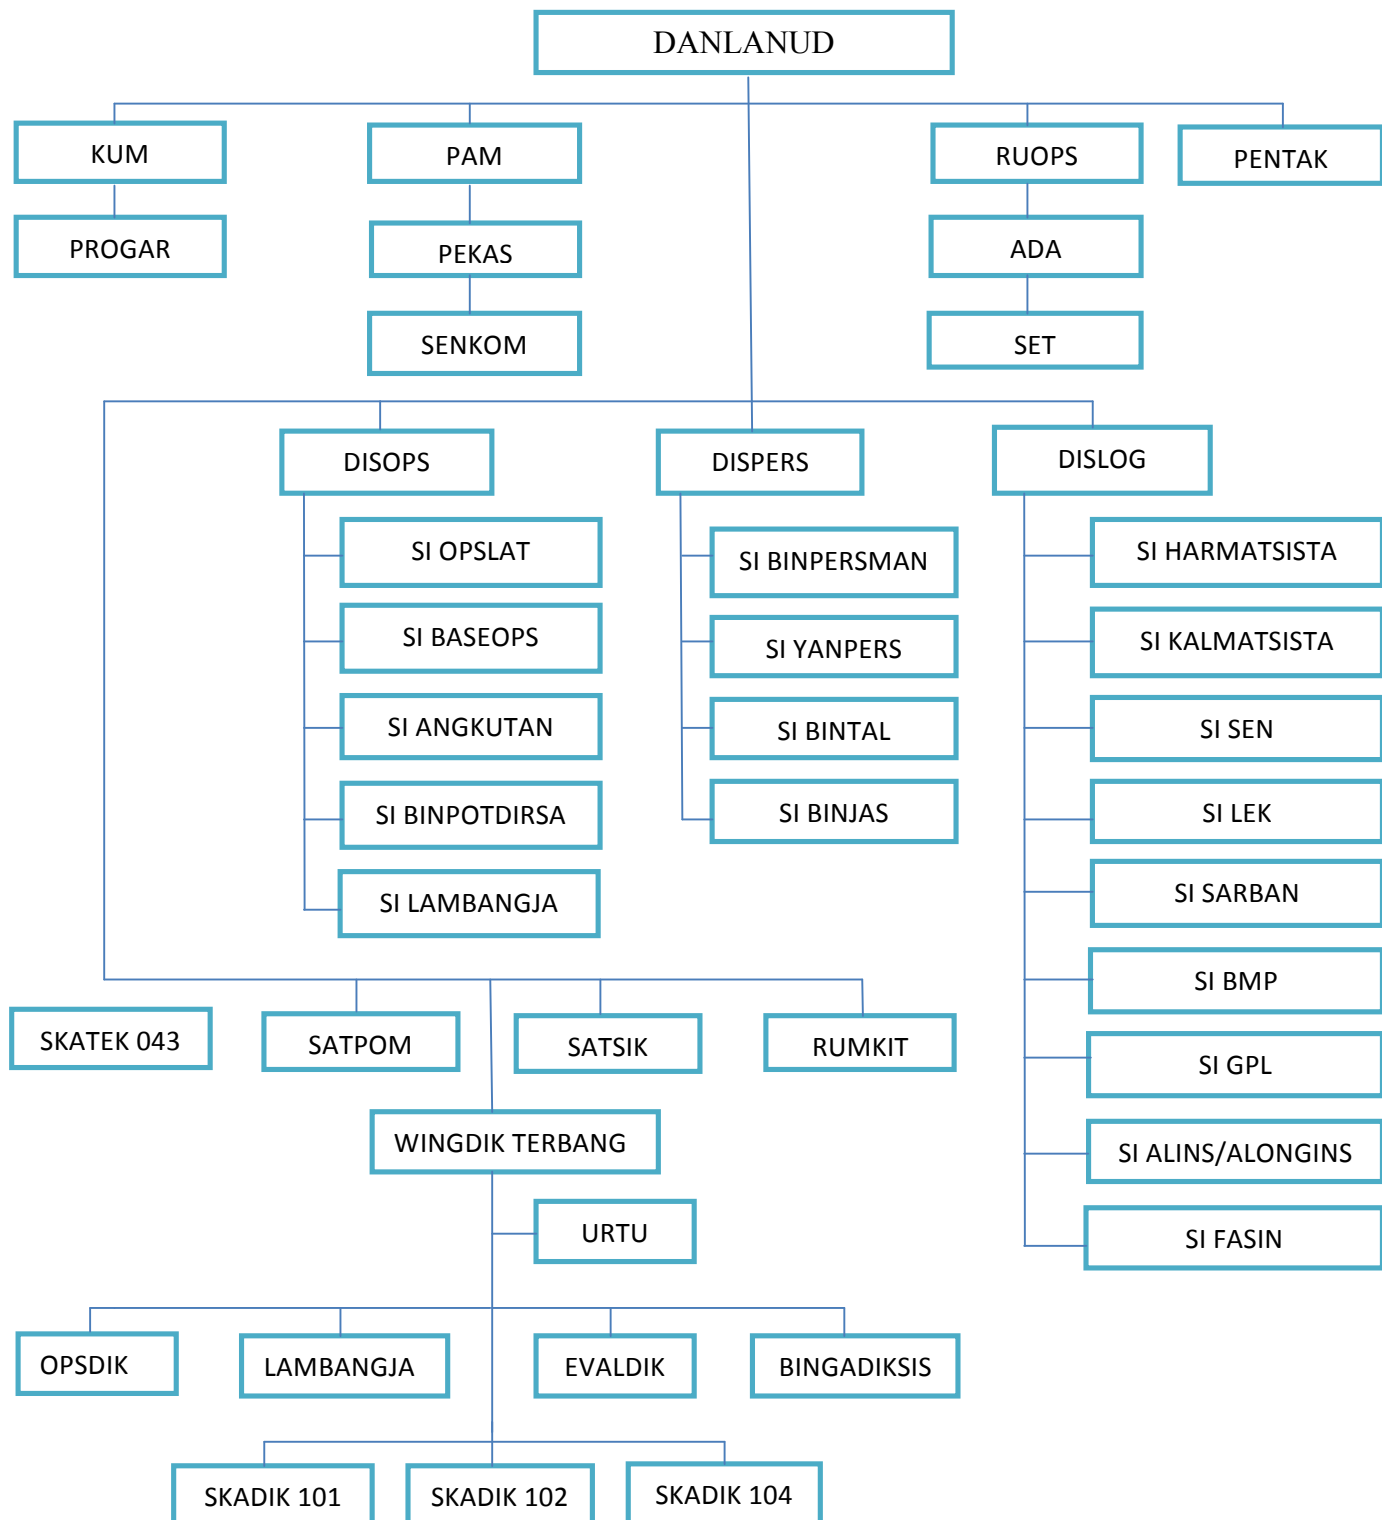 DANLANUD
KUM
PAM
RUOPS
PENTAK
PROGAR
PEKAS
ADA
SENKOM
SET
DISOPS
DISPERS
DISLOG
SI OPSLAT
SI BINPERSMAN
SI HARMATSISTA
SI BASEOPS
SI YANPERS
SI KALMATSISTA
SI ANGKUTAN
SI BINTAL
SI SEN
SI BINPOTDIRSA
SI BINJAS
SI LEK
SI LAMBANGJA
SI SARBAN
SI BMP
SKATEK 043
SATPOM
SATSIK
RUMKIT
SI GPL
WINGDIK TERBANG
SI ALINS/ALONGINS
URTU
SI FASIN
OPSDIK
LAMBANGJA
EVALDIK
BINGADIKSIS
SKADIK 101
SKADIK 102
SKADIK 104